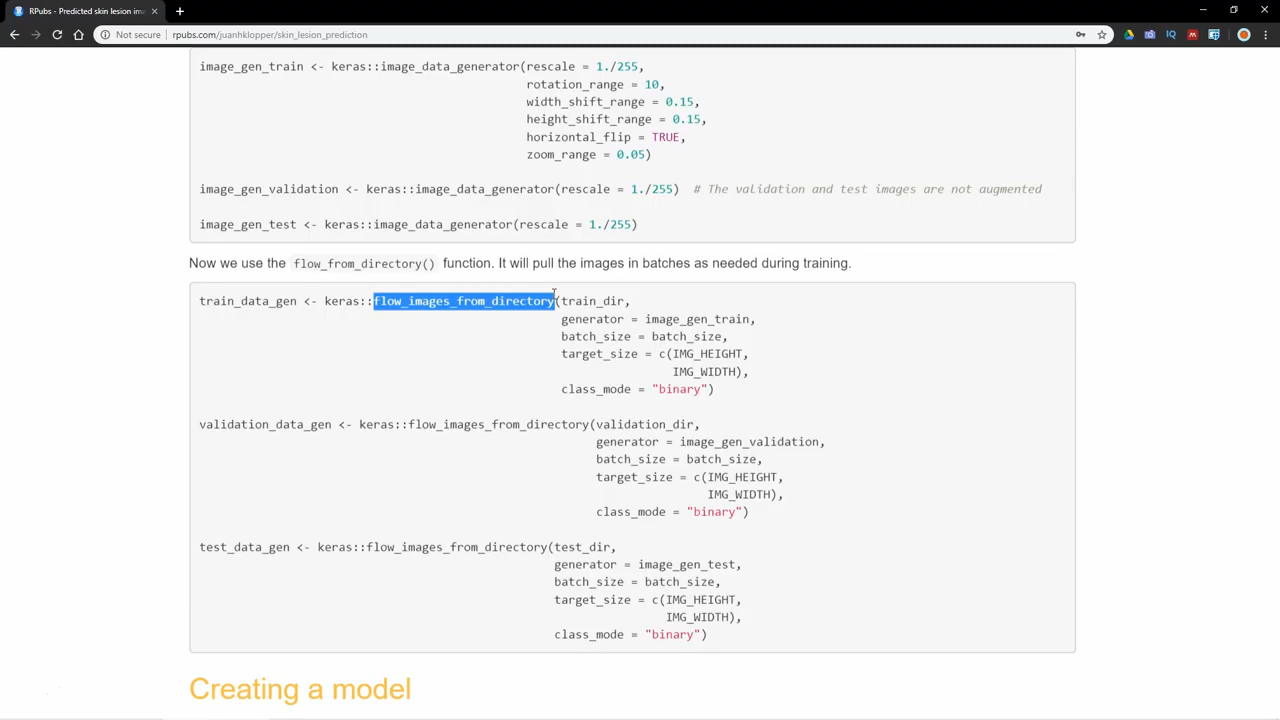 RPubs - Predicted skin lesion im
Not secure | rpubs.com/juanhklopper/skin_lesion_prediction
image_gen_train <- keras::image_data_generator(rescale = 1./255,
rotation_range = 10,
width_shift_range = 0.15,
height_shift_range = 0.15,
horizontal_flip = TRUE,
zoom_range = 0.05)
image_gen_validation <- keras::image_data_generator(rescale = 1./255)  # The validation and test images are not augmented
image_gen_test <- keras::image_data_generator(rescale = 1./255)
Now we use the flow_from_directory() function. It will pull the images in batches as needed during training.
train_data_gen <- keras::flow_images_from_directory(train_dir,
generator = image_gen_train,
batch_size = batch_size,
target_size = c(IMG_HEIGHT,
IMG_WIDTH),
class_mode = "binary")
validation_data_gen <- keras::flow_images_from_directory(validation_dir,
generator = image_gen_validation,
batch_size = batch_size,
target_size = c(IMG_HEIGHT,
IMG_WIDTH),
class_mode = "binary")
test_data_gen <- keras::flow_images_from_directory(test_dir,
generator = image_gen_test,
batch_size = batch_size,
target_size = c(IMG_HEIGHT,
IMG_WIDTH),
class_mode = "binary")
Creating a model